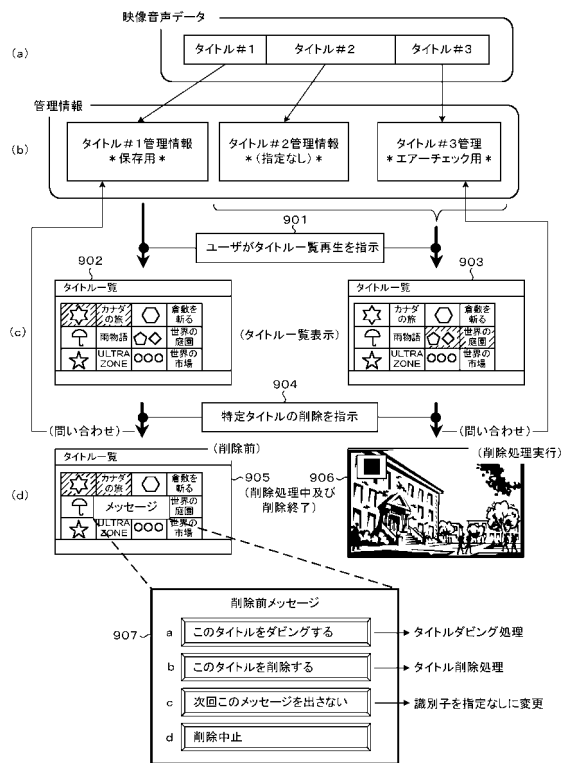 映像音声データ
(a)
タイトル#1 タイトル#2 タイトル#3
管理情報
(b)
タイトル#1管理情報
*保存用*
タイトル#2管理情報
*(指定なし)*
タイトル#3管理
*エアーチェック用*
901
ユーザがタイトル一覧再生を指示
902
903
(c)
タイトル一覧
カナダの旅
倉敷を斬る
雨物語
世界の庭園
ULTRA ZONE
世界の市場
(タイトル一覧表示)
タイトル一覧
カナダの旅
倉敷を斬る
雨物語
世界の庭園
ULTRA ZONE
世界の市場
904
特定タイトルの削除を指示
(問い合わせ)
(問い合わせ)
(削除前)
(削除処理実行)
(d)
タイトル一覧
カナダの旅
倉敷を斬る
メッセージ
世界の庭園
ULTRA ZONE
世界の市場
905
(削除処理中及び
削除終了)
906
907
削除前メッセージ
a このタイトルをダビングする タイトルダビング処理
b このタイトルを削除する タイトル削除処理
c 次回このメッセージを出さない 識別子を指定なしに変更
d 削除中止